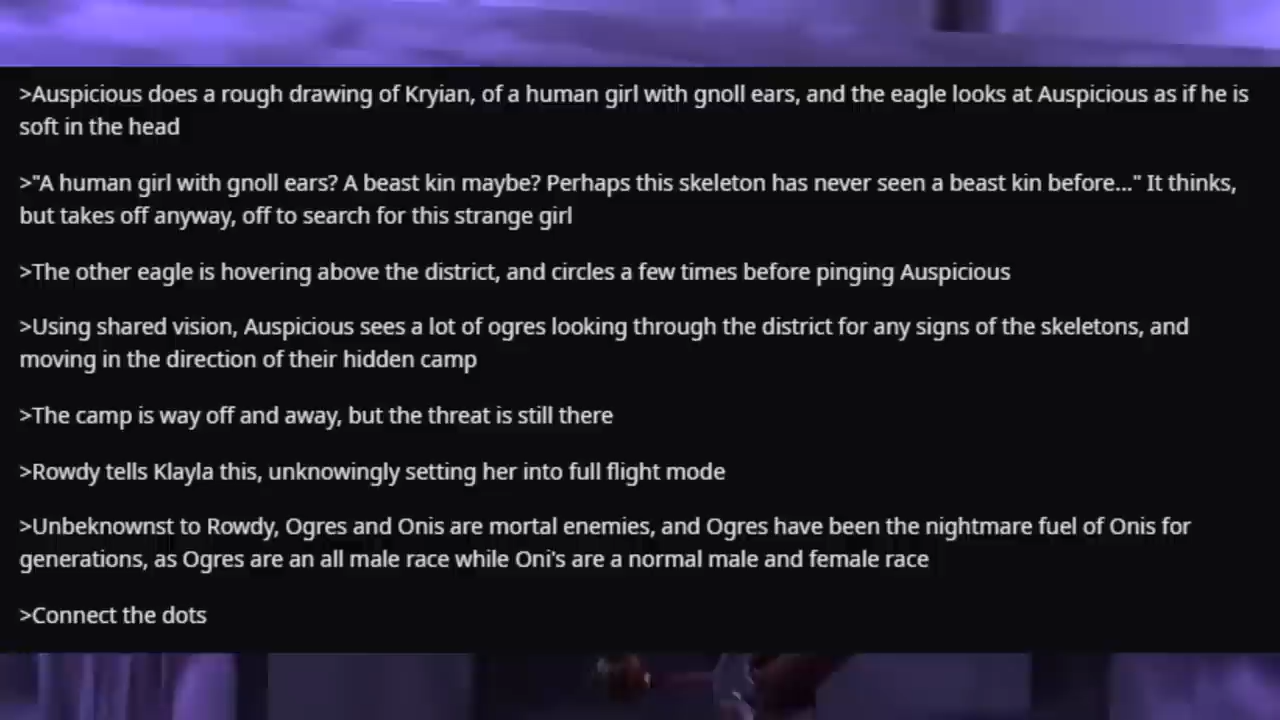 >Auspicious does a rough drawing of Kryian, of a human girl with gnoll ears, and the eagle looks at Auspicious as if he is
soft in the head
>"A human girl with gnoll ears? A beast kin maybe? Perhaps this skeleton has never seen a beast kin before..." It thinks,
but takes off anyway, off to search for this strange girl
>The other eagle is hovering above the district, and circles a few times before pinging Auspicious
>Using shared vision, Auspicious sees a lot of ogres looking through the district for any signs of the skeletons, and
moving in the direction of their hidden camp
>The camp is way off and away, but the threat is still there
>Rowdy tells Klayla this, unknowingly setting her into full flight mode
>Unbeknownst to Rowdy, Ogres and Onis are mortal enemies, and Ogres have been the nightmare fuel of Onis for
generations, as Ogres are an all male race while Oni's are a normal male and female race
>Connect the dots